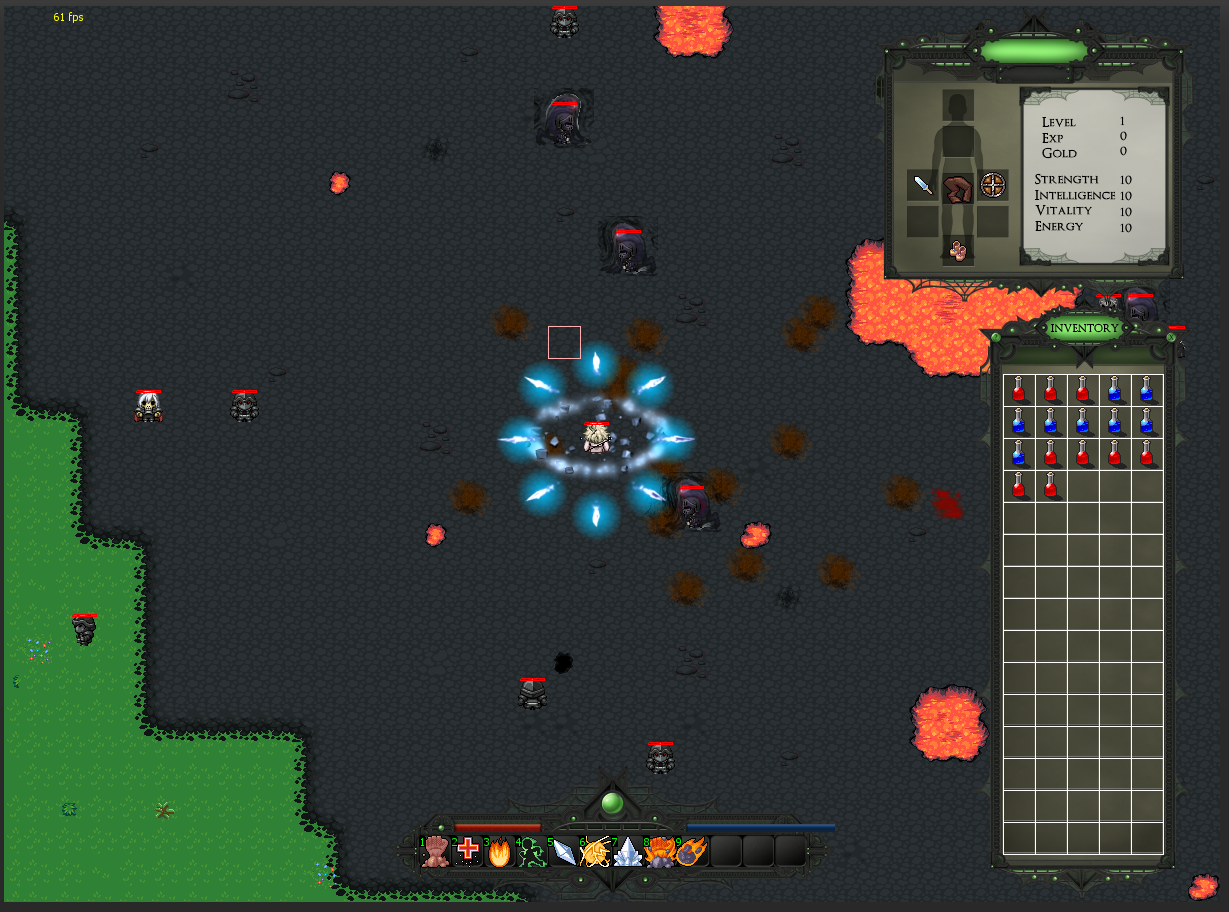 61 fps
LEVEL 1
EXP 0
GOLD 0
STRENGTH 10
INTELLIGENCE 10
VITALITY 10
ENERGY 10
INVENTORY
X
1 2 3 4 5 6 7 8 9